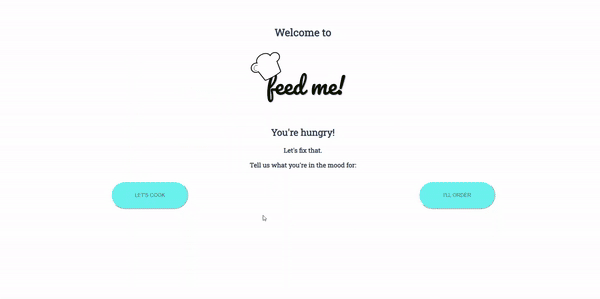 Welcome to
feed me!
You're hungry!
Let's fix that.
Tell us what you're in the mood for:
LET'S COOK
I'LL ORDER